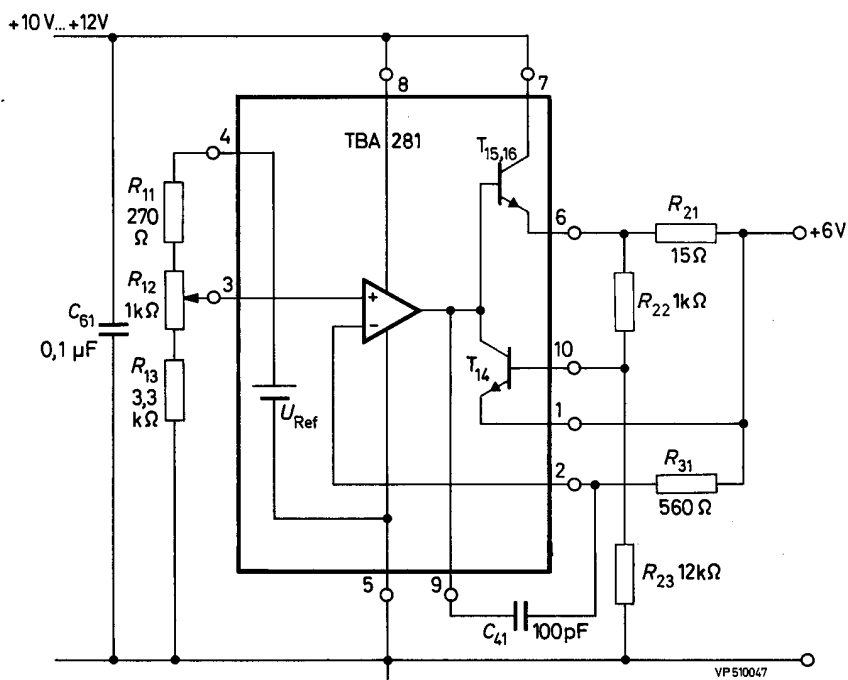 +10 V...+12V
8
7
4
TBA 281
T15,16
R11
270
Ω
6
R21
15Ω
+6V
R12
1kΩ
3
+
−
R22 1kΩ
C61
0,1 µF
R13
3,3
kΩ
T14
10
URef
1
2
R31
560 Ω
5
9
R23 12kΩ
C41
100pF
VP 510047